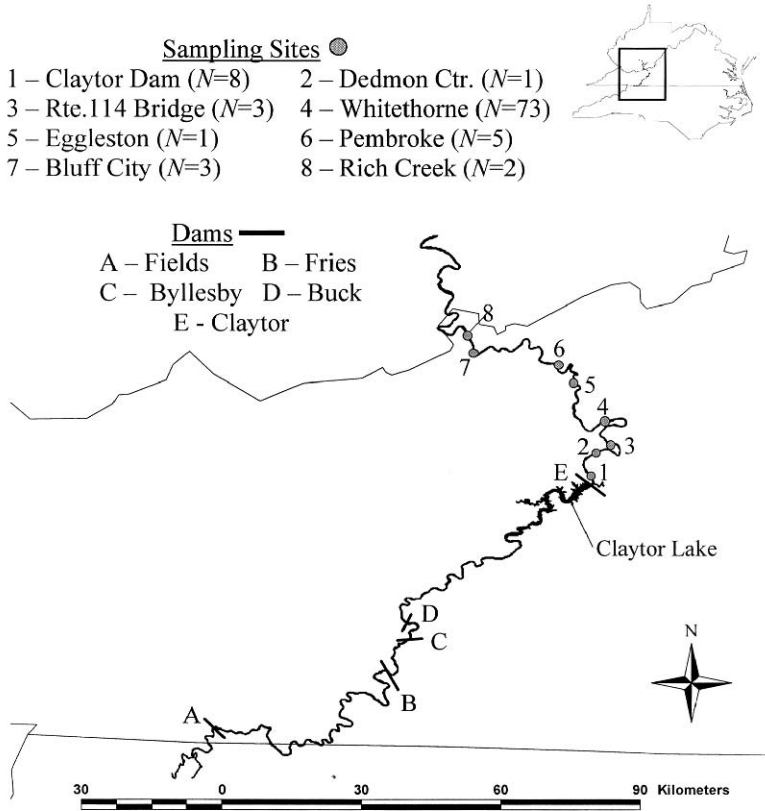 Sampling Sites
1 – Claytor Dam (N=8) 2 – Dedmon Ctr. (N=1)
3 – Rte.114 Bridge (N=3) 4 – Whitethorne (N=73)
5 – Eggleston (N=1) 6 – Pembroke (N=5)
7 – Bluff City (N=3) 8 – Rich Creek (N=2)
Dams
A – Fields B – Fries
C – Byllesby D – Buck
E - Claytor
8
7
6
5
4
3
2
1
E
Claytor Lake
D
C
B
A
N
30 0 30 60 90 Kilometers